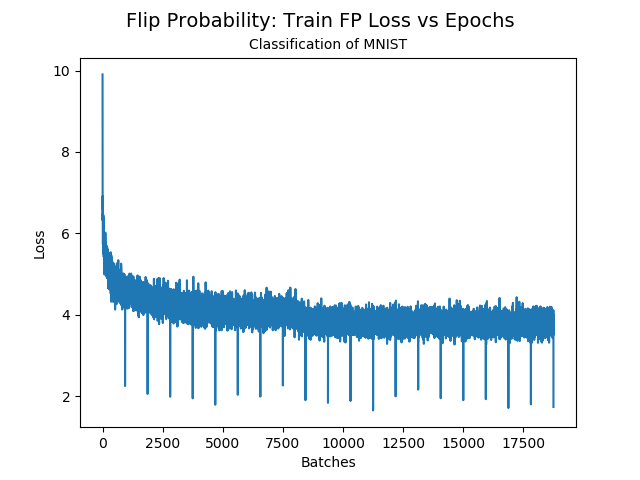 Flip Probability: Train FP Loss vs Epochs
Classification of MNIST
10
8
6
4
2
Loss
0 2500 5000 7500 10000 12500 15000 17500
Batches